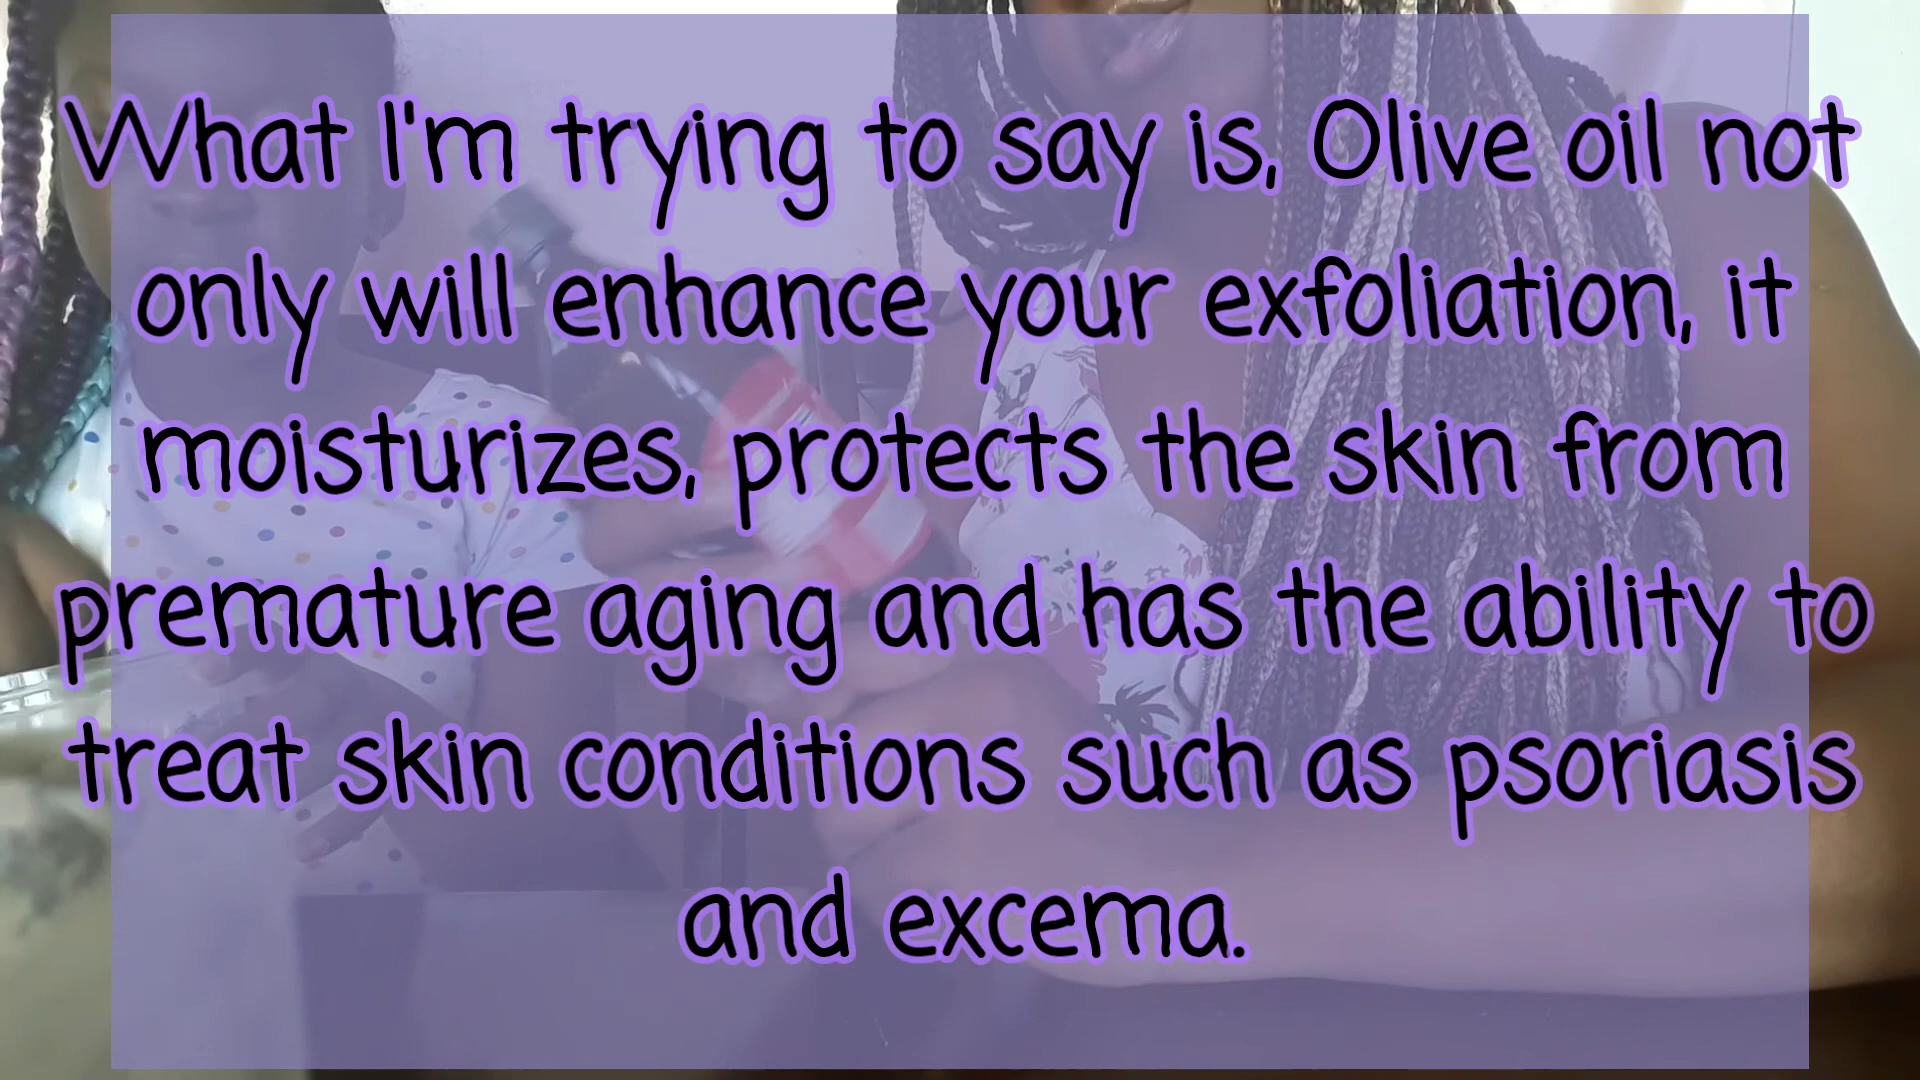 What I'm trying to say is, Olive oil not
only will enhance your exfoliation, it
moisturizes, protects the skin from
premature aging and has the ability to
treat skin conditions such as psoriasis
and excema.